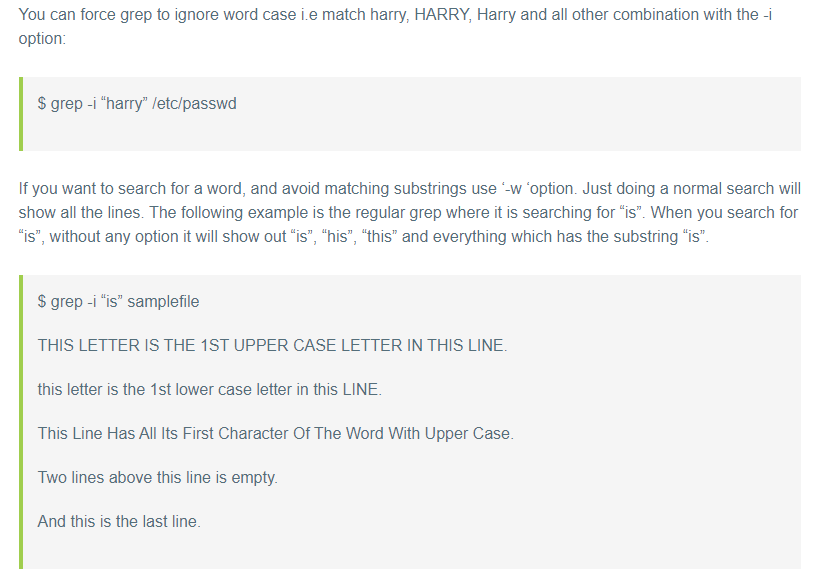 You can force grep to ignore word case i.e match harry, HARRY, Harry and all other combination with the -i
option:
$ grep -i “harry” /etc/passwd
If you want to search for a word, and avoid matching substrings use ‘-w ‘option. Just doing a normal search will
show all the lines. The following example is the regular grep where it is searching for “is”. When you search for
“is”, without any option it will show out “is”, “his”, “this” and everything which has the substring “is”.
$ grep -i “is” samplefile
THIS LETTER IS THE 1ST UPPER CASE LETTER IN THIS LINE.
this letter is the 1st lower case letter in this LINE.
This Line Has All Its First Character Of The Word With Upper Case.
Two lines above this line is empty.
And this is the last line.